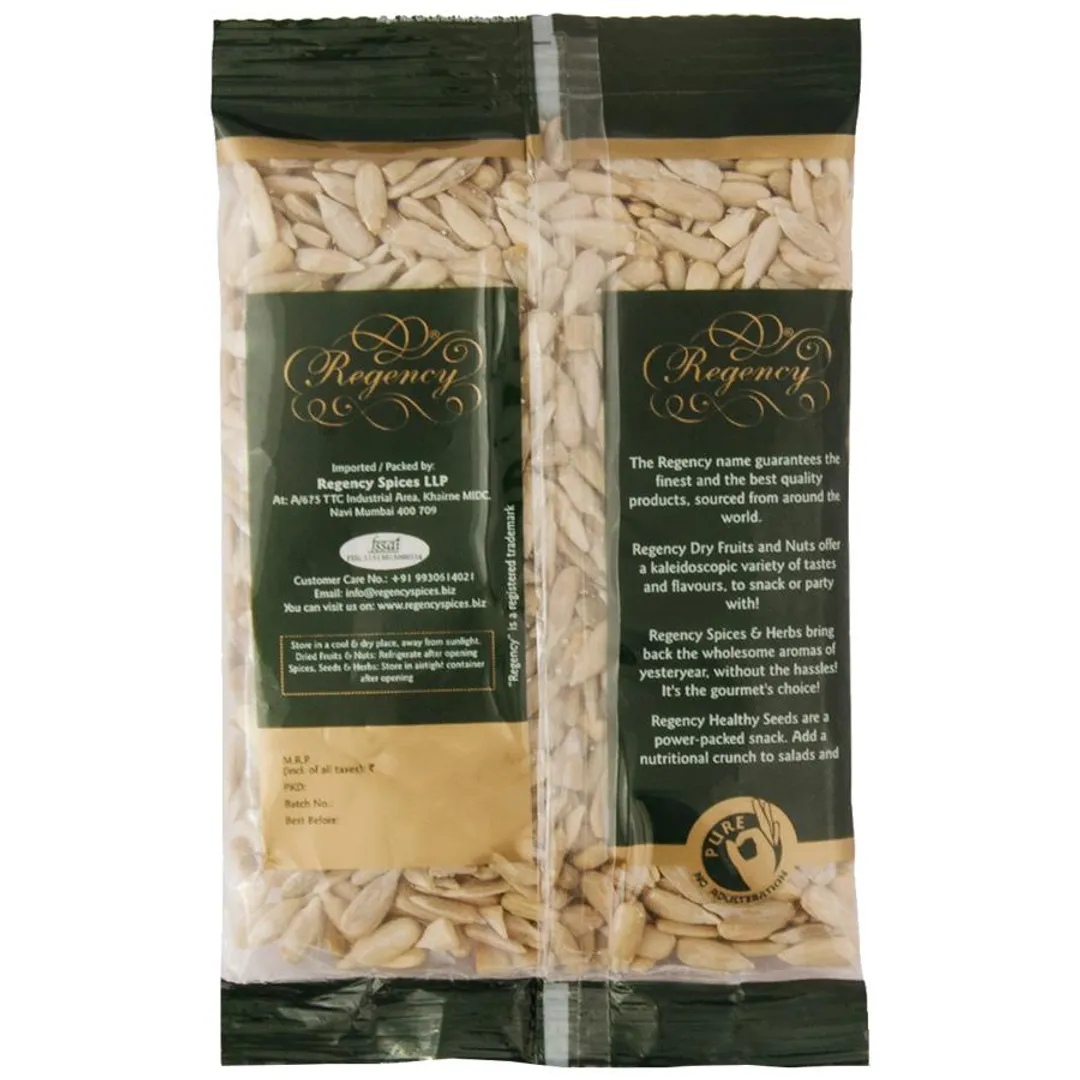 Regency®
Imported / Packed by:
Regency Spices LLP
At: A/675 TTC Industrial Area, Khairne MIDC,
Navi Mumbai 400 709
fssai
Customer Care No.: +91 9930614021
Email: info@regencyspices.biz
You can visit us on: www.regencyspices.biz
Store in a cool & dry place, away from sunlight.
Dried Fruits & Nuts: Refrigerate after opening
Spices, Seeds & Herbs: Store in airtight container
after opening
"Regency" is a registered trademark
M.R.P.
(incl. of all taxes): ₹
PKD:
Batch No.:
Best Before:
Regency®
The Regency name guarantees the
finest and the best quality
products, sourced from around the
world.
Regency Dry Fruits and Nuts offer
a kaleidoscopic variety of tastes
and flavours, to snack or party
with!
Regency Spices & Herbs bring
back the wholesome aromas of
yesteryear, without the hassles!
It's the gourmet's choice!
Regency Healthy Seeds are a
power-packed snack. Add a
nutritional crunch to salads and
PURE
NO ADULTERATION